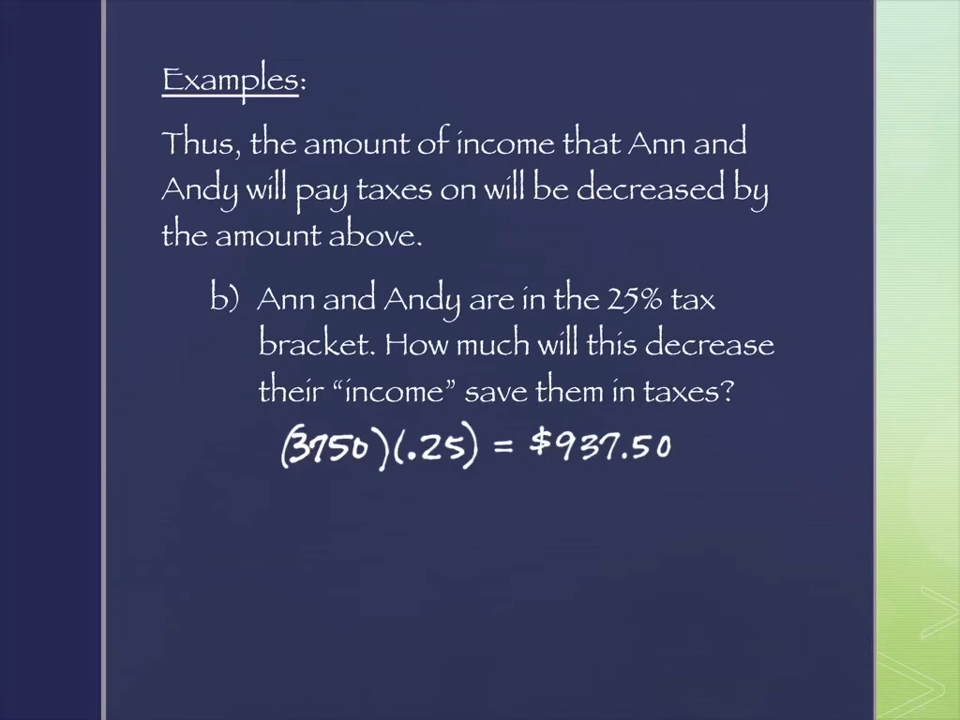 Examples:
Thus, the amount of income that Ann and
Andy will pay taxes on will be decreased by
the amount above.
b) Ann and Andy are in the 25% tax
bracket. How much will this decrease
their “income” save them in taxes?
(3750)(.25) = $937.50